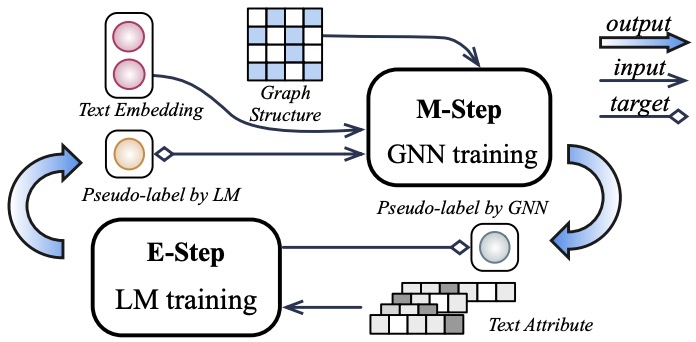 output
input
target
Text Embedding
Graph
Structure
M-Step
GNN training
Pseudo-label by LM
Pseudo-label by GNN
E-Step
LM training
Text Attribute